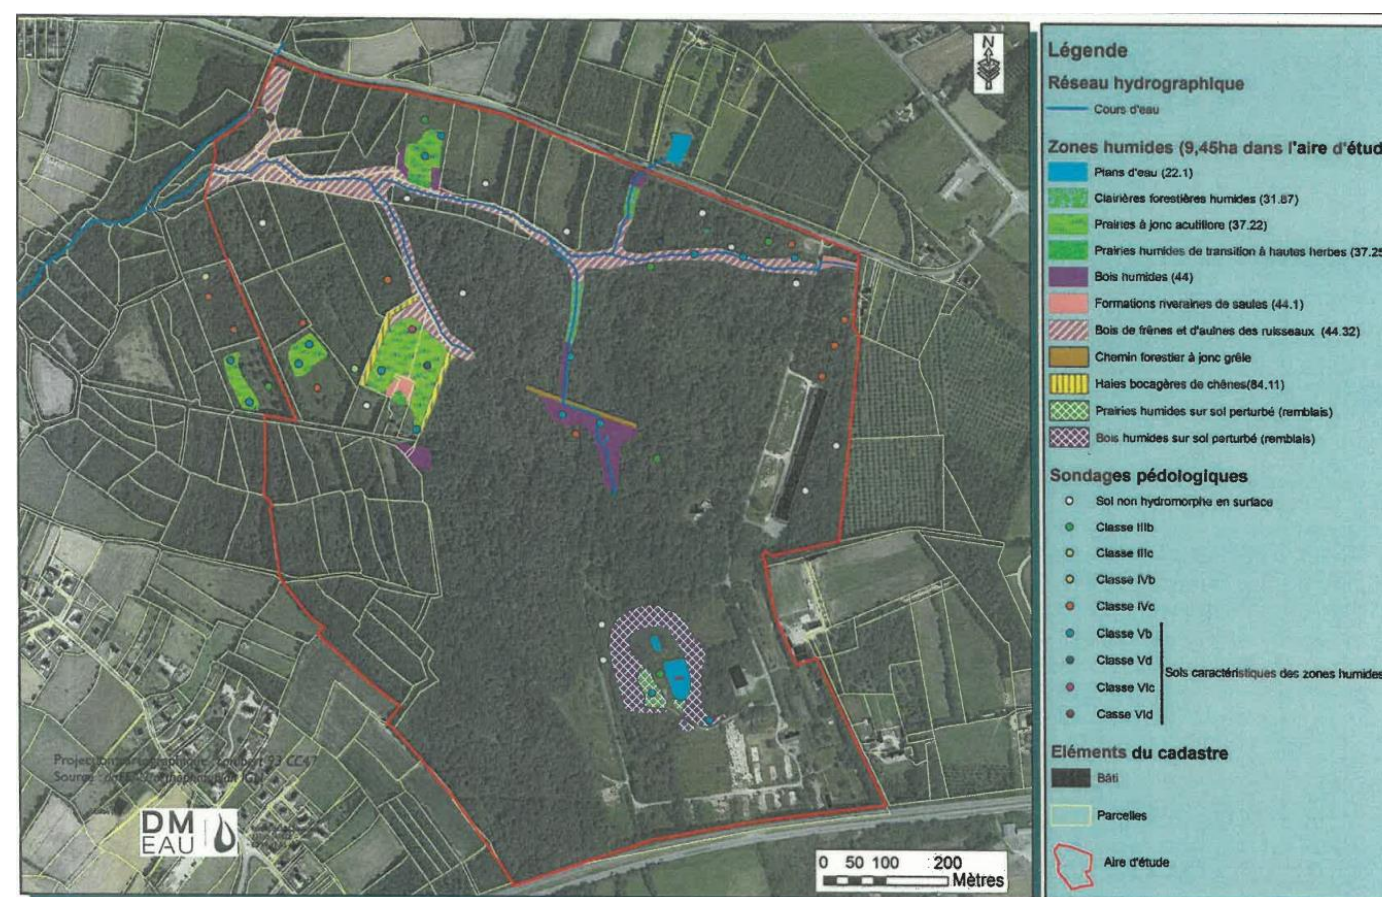 N
Projection cartographique : Lambert 93 CC47
DM
EAU
0 50 100 200
Mètres
Légende
Réseau hydrographique
Cours d'eau
Zones humides (9,45ha dans l'aire d'étud
Plans d'eau (22.1)
Clairières forestières humides (31.87)
Prairies à jonc acutiflore (37.22)
Prairies humides de transition à hautes herbes (37.25
Bois humides (44)
Formations riveraines de saules (44.1)
Bois de frênes et d'aulnes des ruisseaux (44.32)
Chemin forestier à jonc grêle
Haies bocagères de chênes(84.11)
Prairies humides sur sol perturbé (remblais)
Bois humides sur sol perturbé (remblais)
Sondages pédologiques
Sol non hydromorphe en surface
Classe IIIb
Classe IIIc
Classe IVb
Classe IVc
Classe Vb
Classe Vd
Sols caractéristiques des zones humides
Classe VIc
Casse VId
Eléments du cadastre
Bâti
Parcelles
Aire d'étude